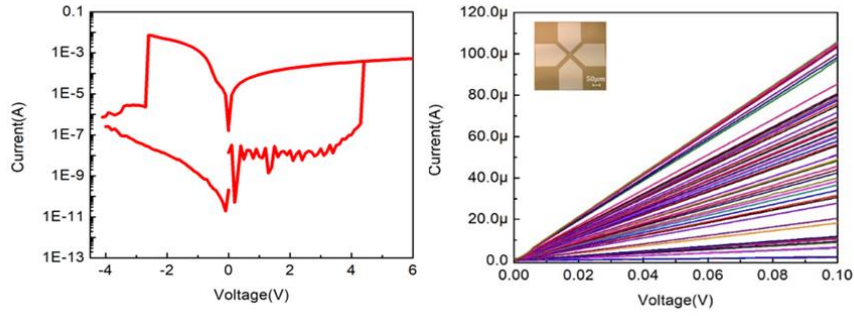 0.1
1E-3
1E-5
1E-7
1E-9
1E-11
1E-13
Current(A)
-4
-2
0
2
4
6
Voltage(V)
120.0µ
100.0µ
80.0µ
60.0µ
40.0µ
20.0µ
0.0
Current(A)
50µm
0.00
0.02
0.04
0.06
0.08
0.10
Voltage(V)